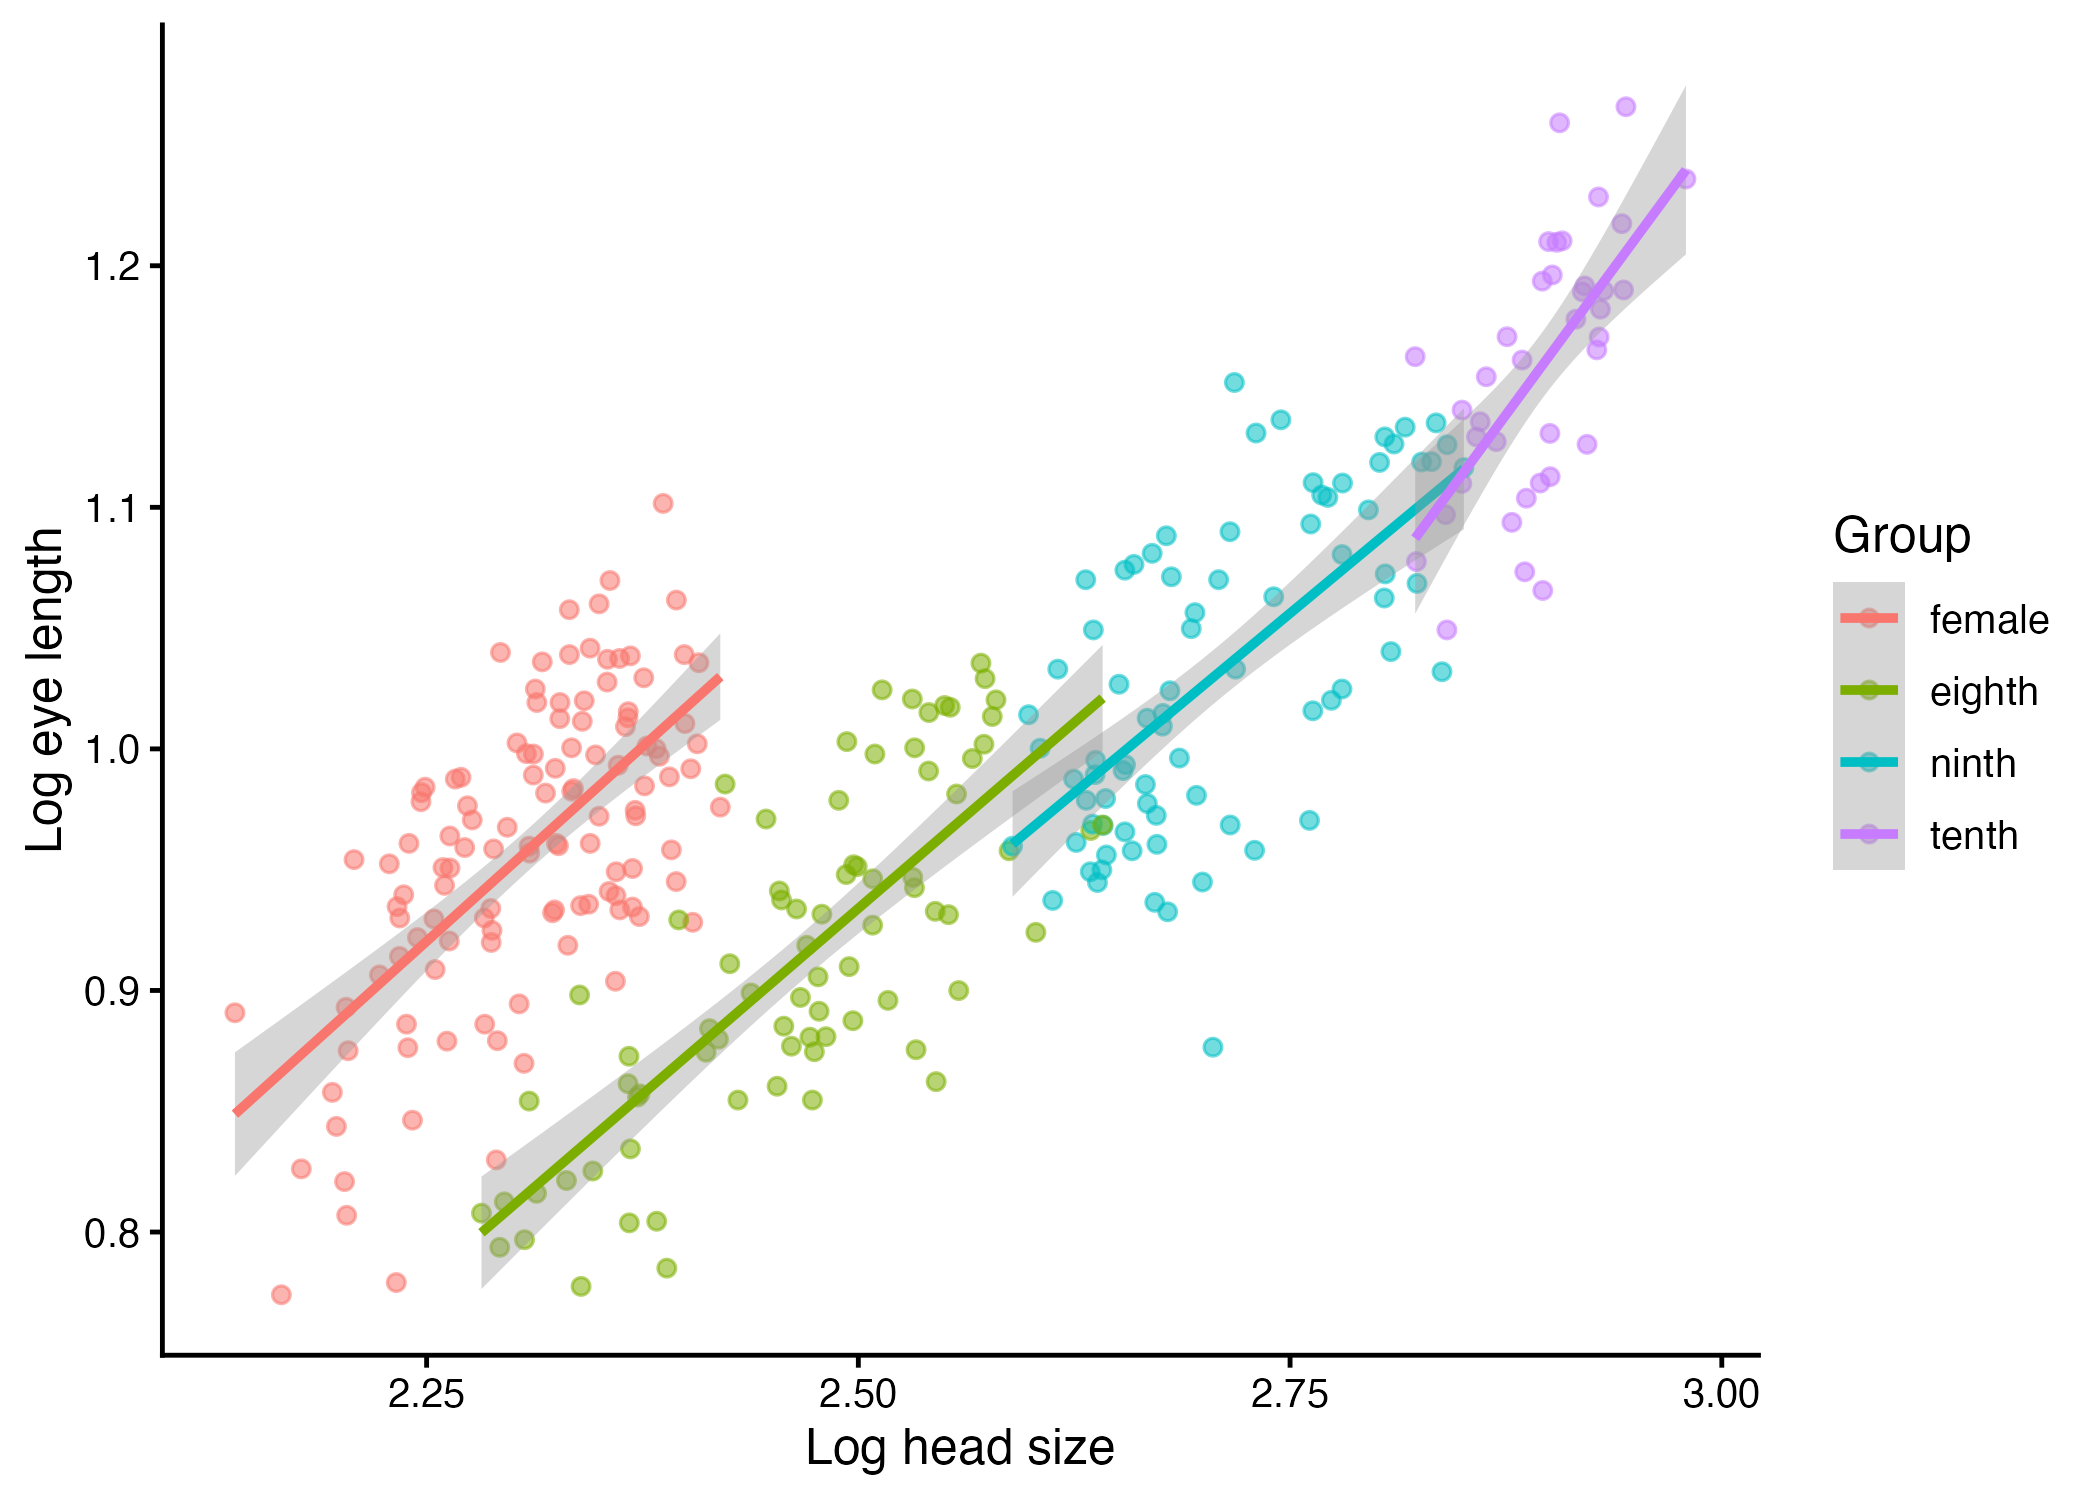 1.2
1.1
1.0
0.9
0.8
Log eye length
2.25 2.50 2.75 3.00
Log head size
Group
female
eighth
ninth
tenth